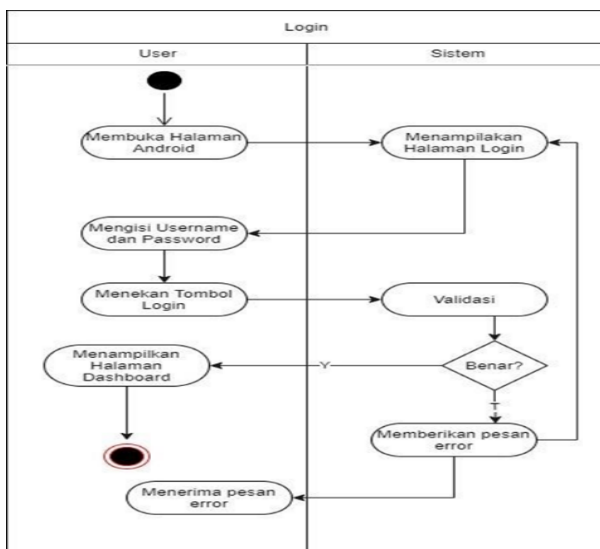 Login
User
Sistem
Membuka Halaman
Android
Menampilakan
Halaman Login
Mengisi Username
dan Password
Menekan Tombol
Login
Validasi
Menampilkan
Halaman
Dashboard
Y
Benar?
T
Memberikan pesan
error
Menerima pesan
error